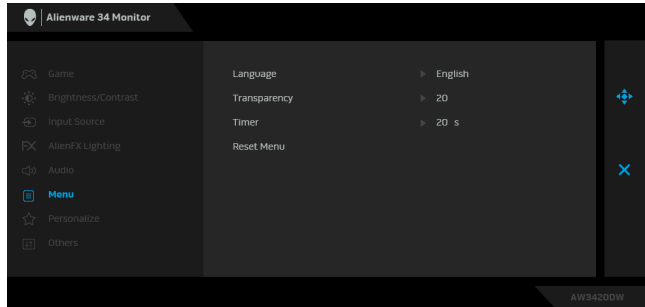 Alienware 34 Monitor
Game
Language English
Brightness/Contrast
Transparency 20
Input Source
Timer 20 s
AlienFX Lighting
Reset Menu
Audio
Menu
Personalize
Others
AW3420DW